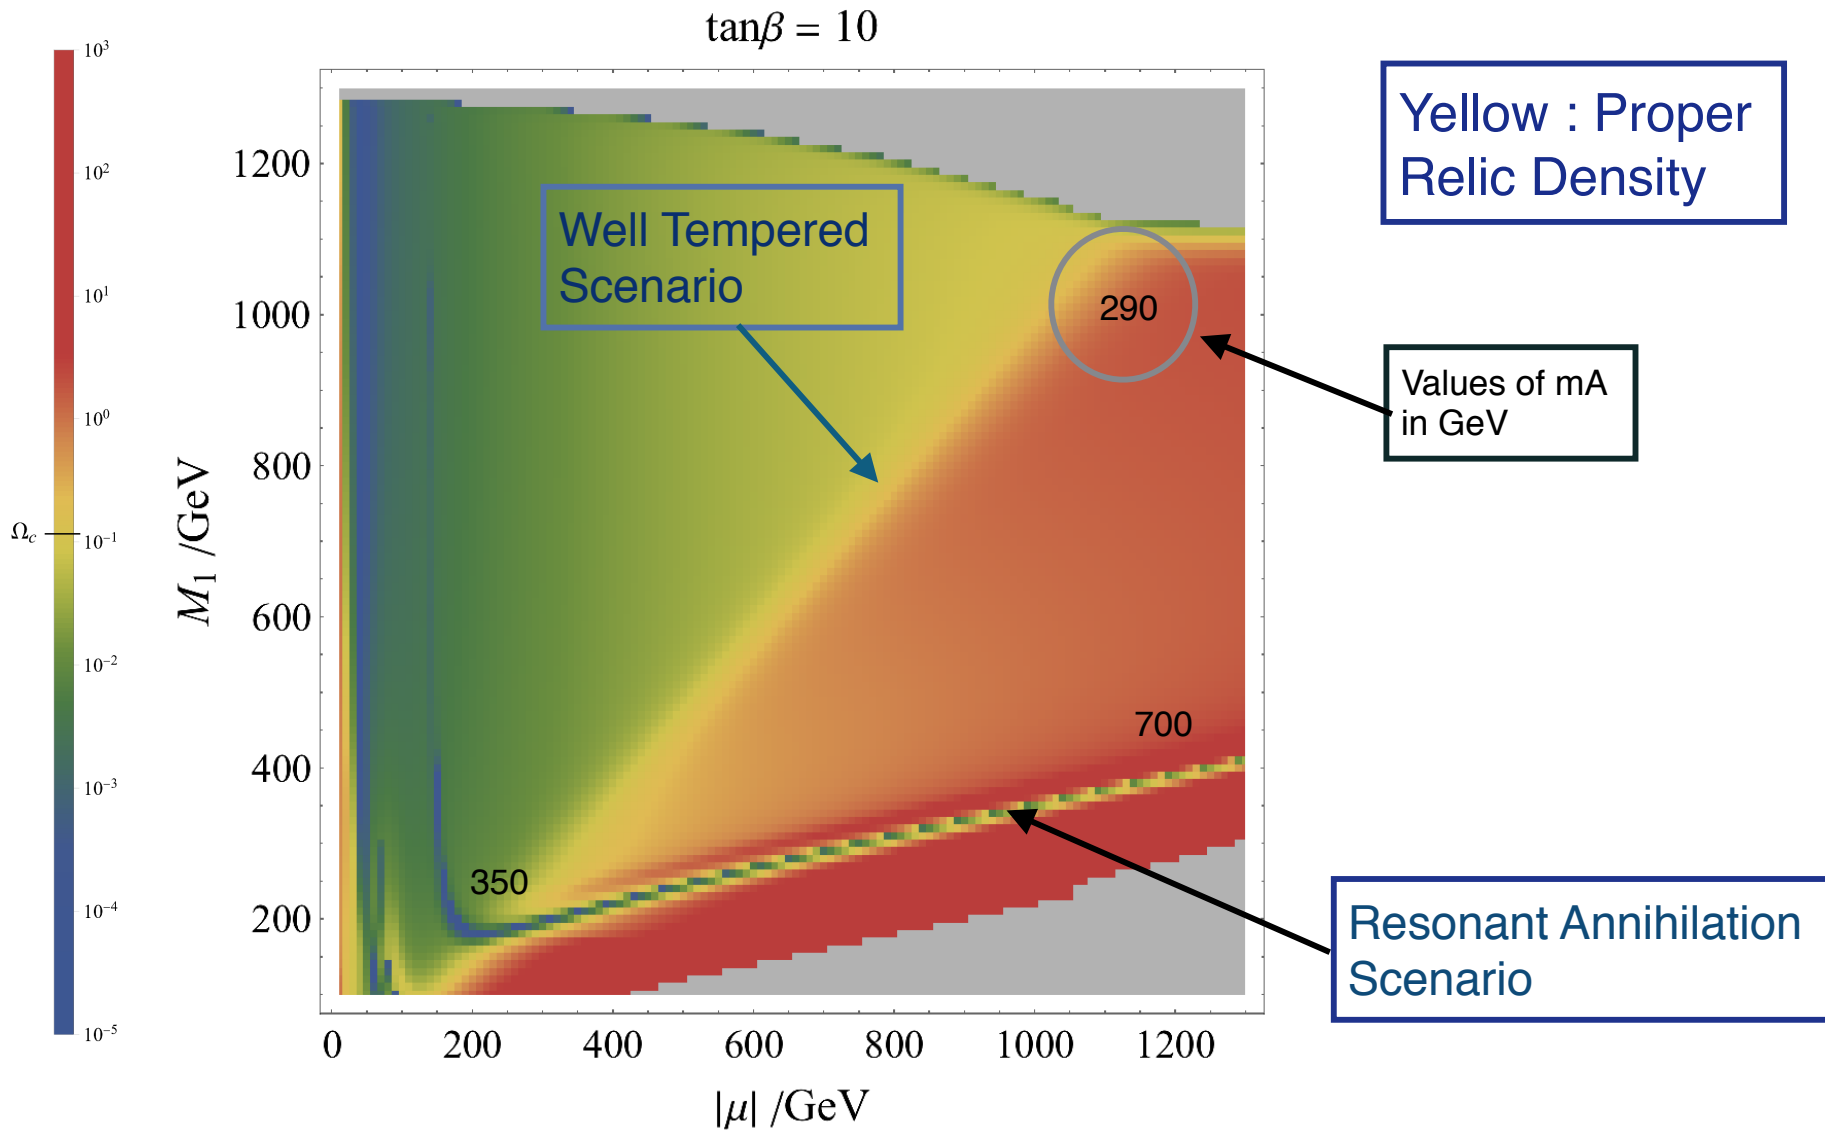 tanβ = 10
10³
10²
10¹
10⁰
Ω_c
10⁻¹
10⁻²
10⁻³
10⁻⁴
10⁻⁵
M₁ /GeV
1200
1000
800
600
400
200
Well Tempered
Scenario
290
700
350
0
200
400
600
800
1000
1200
|μ| /GeV
Yellow : Proper
Relic Density
Values of mA
in GeV
Resonant Annihilation
Scenario